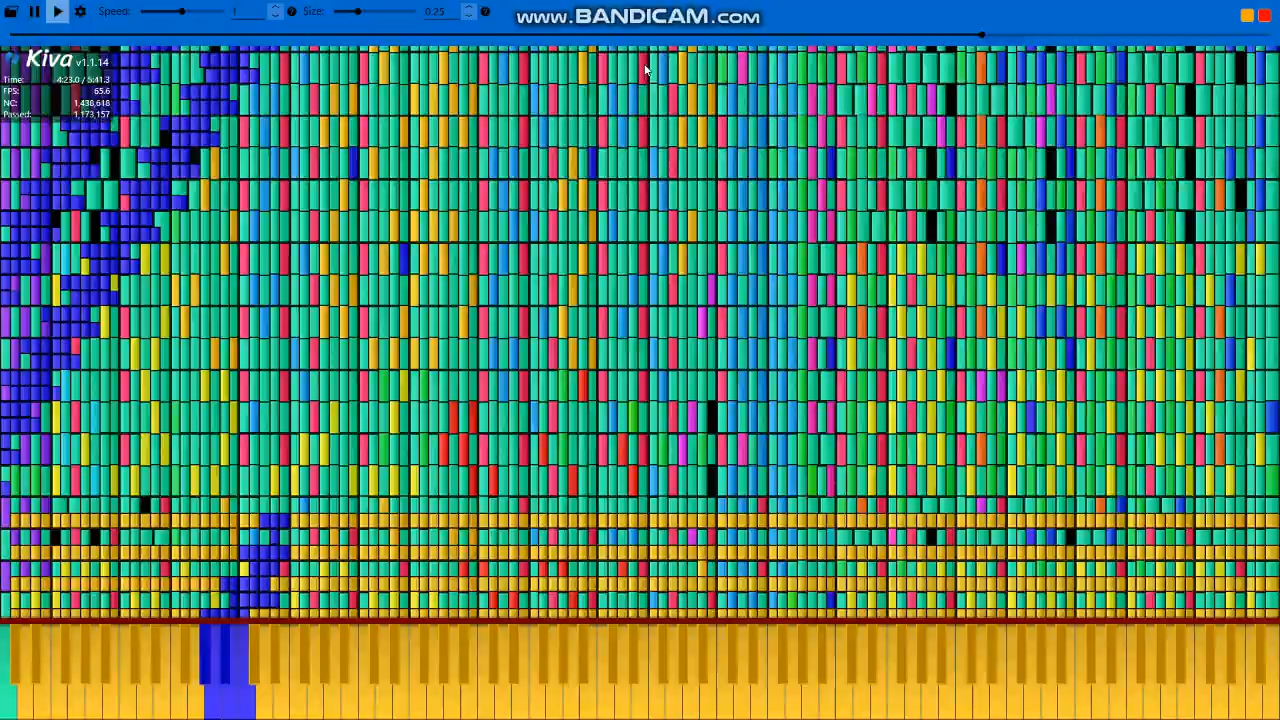 Speed: 1 Size: 0.25
www.BANDICAM.com
Kiva v1.1.14
Time: 4:23.0 / 5:41.3
FPS: 65.6
NC: 1,438,618
Passed: 1,173,157